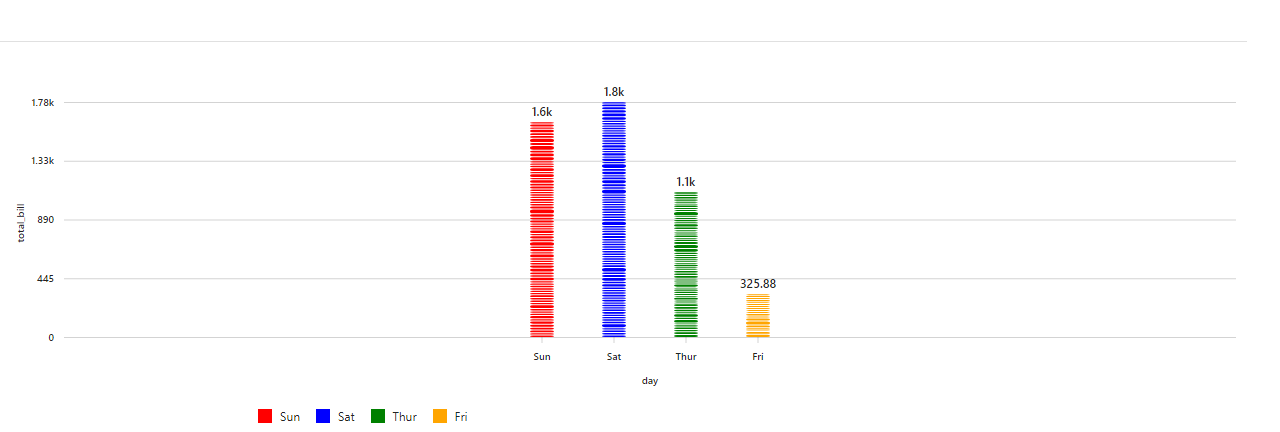 1.8k
1.78k
1.6k
1.1k
1.33k
890
total_bill
445
325.88
0
Sun Sat Thur Fri
day
Sun Sat Thur Fri